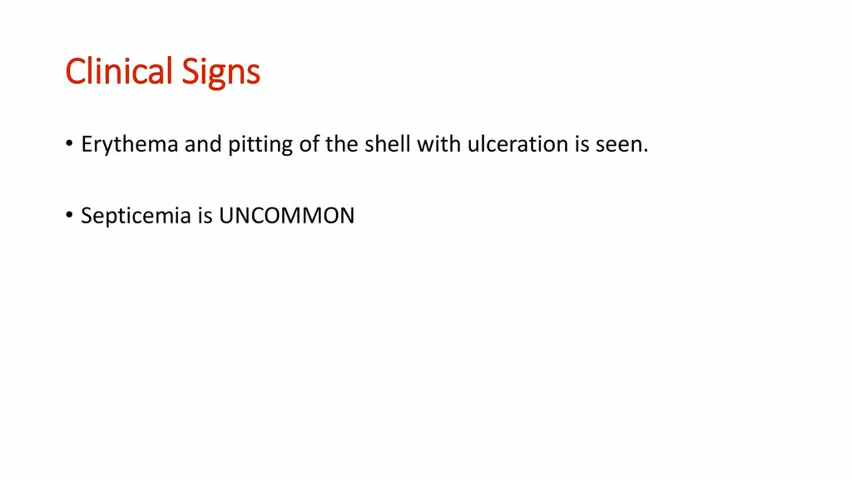 Clinical Signs
• Erythema and pitting of the shell with ulceration is seen.
• Septicemia is UNCOMMON